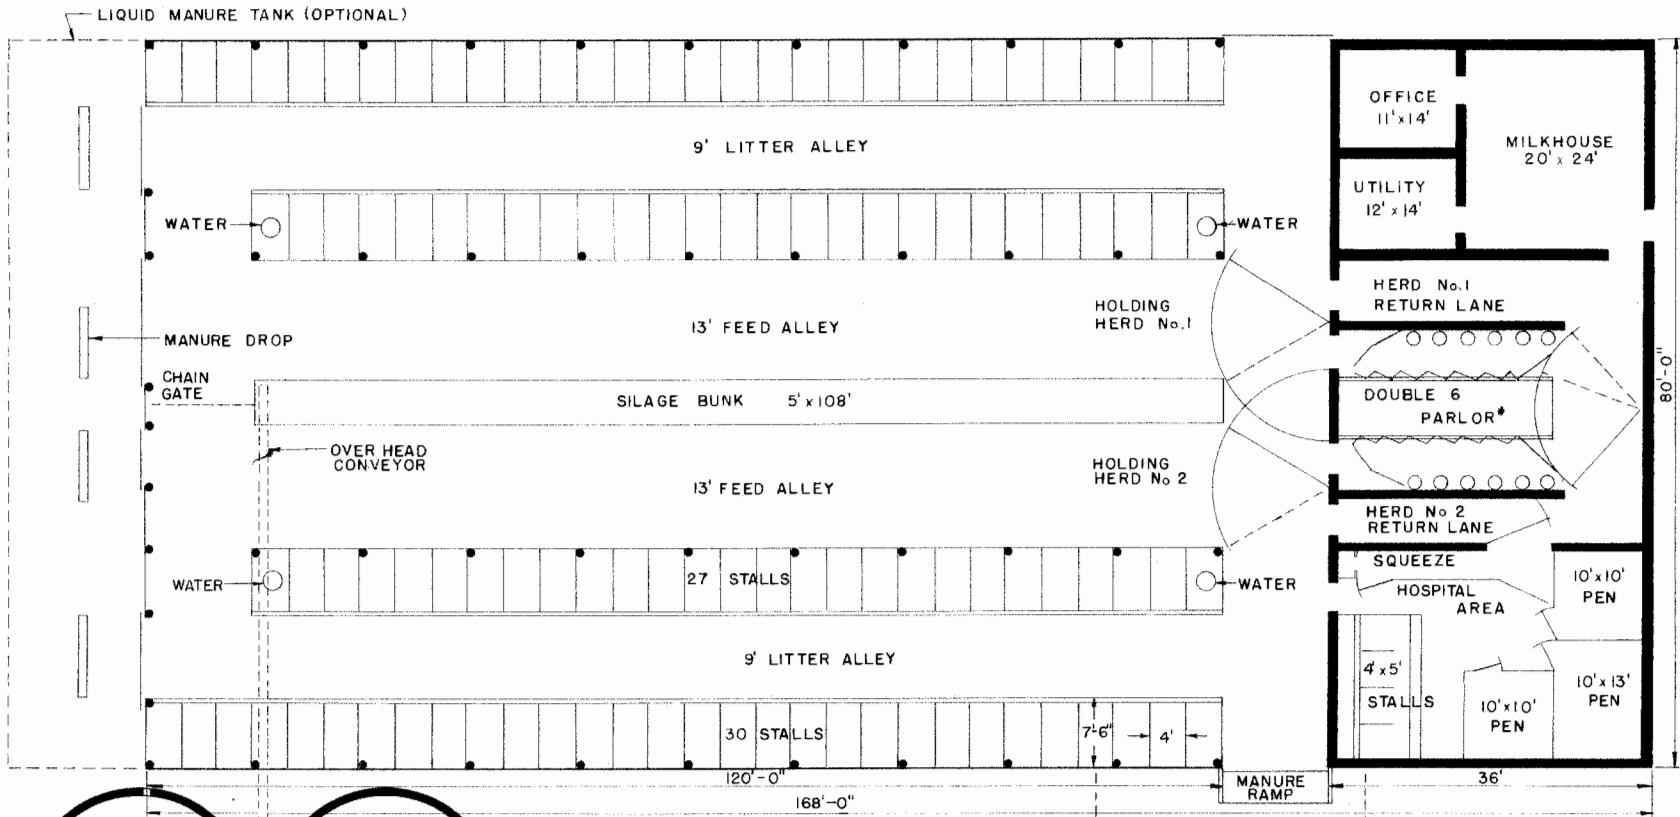 LIQUID MANURE TANK (OPTIONAL)
OFFICE
11'x14'
MILKHOUSE
20' x 24'
9' LITTER ALLEY
UTILITY
12' x 14'
WATER
WATER
HERD No.1
RETURN LANE
HOLDING
HERD No.1
13' FEED ALLEY
MANURE DROP
CHAIN
GATE
SILAGE BUNK 5'x108'
DOUBLE 6
PARLOR*
80'-0"
OVER HEAD
CONVEYOR
HOLDING
HERD No 2
13' FEED ALLEY
HERD No 2
RETURN LANE
SQUEEZE
WATER
27 STALLS
WATER
HOSPITAL
AREA
10'x10'
PEN
9' LITTER ALLEY
4'x5'
STALLS
10'x13'
PEN
10'x10'
PEN
30 STALLS
7'-6"
4'
120'-0"
MANURE
RAMP
36'
168'-0"